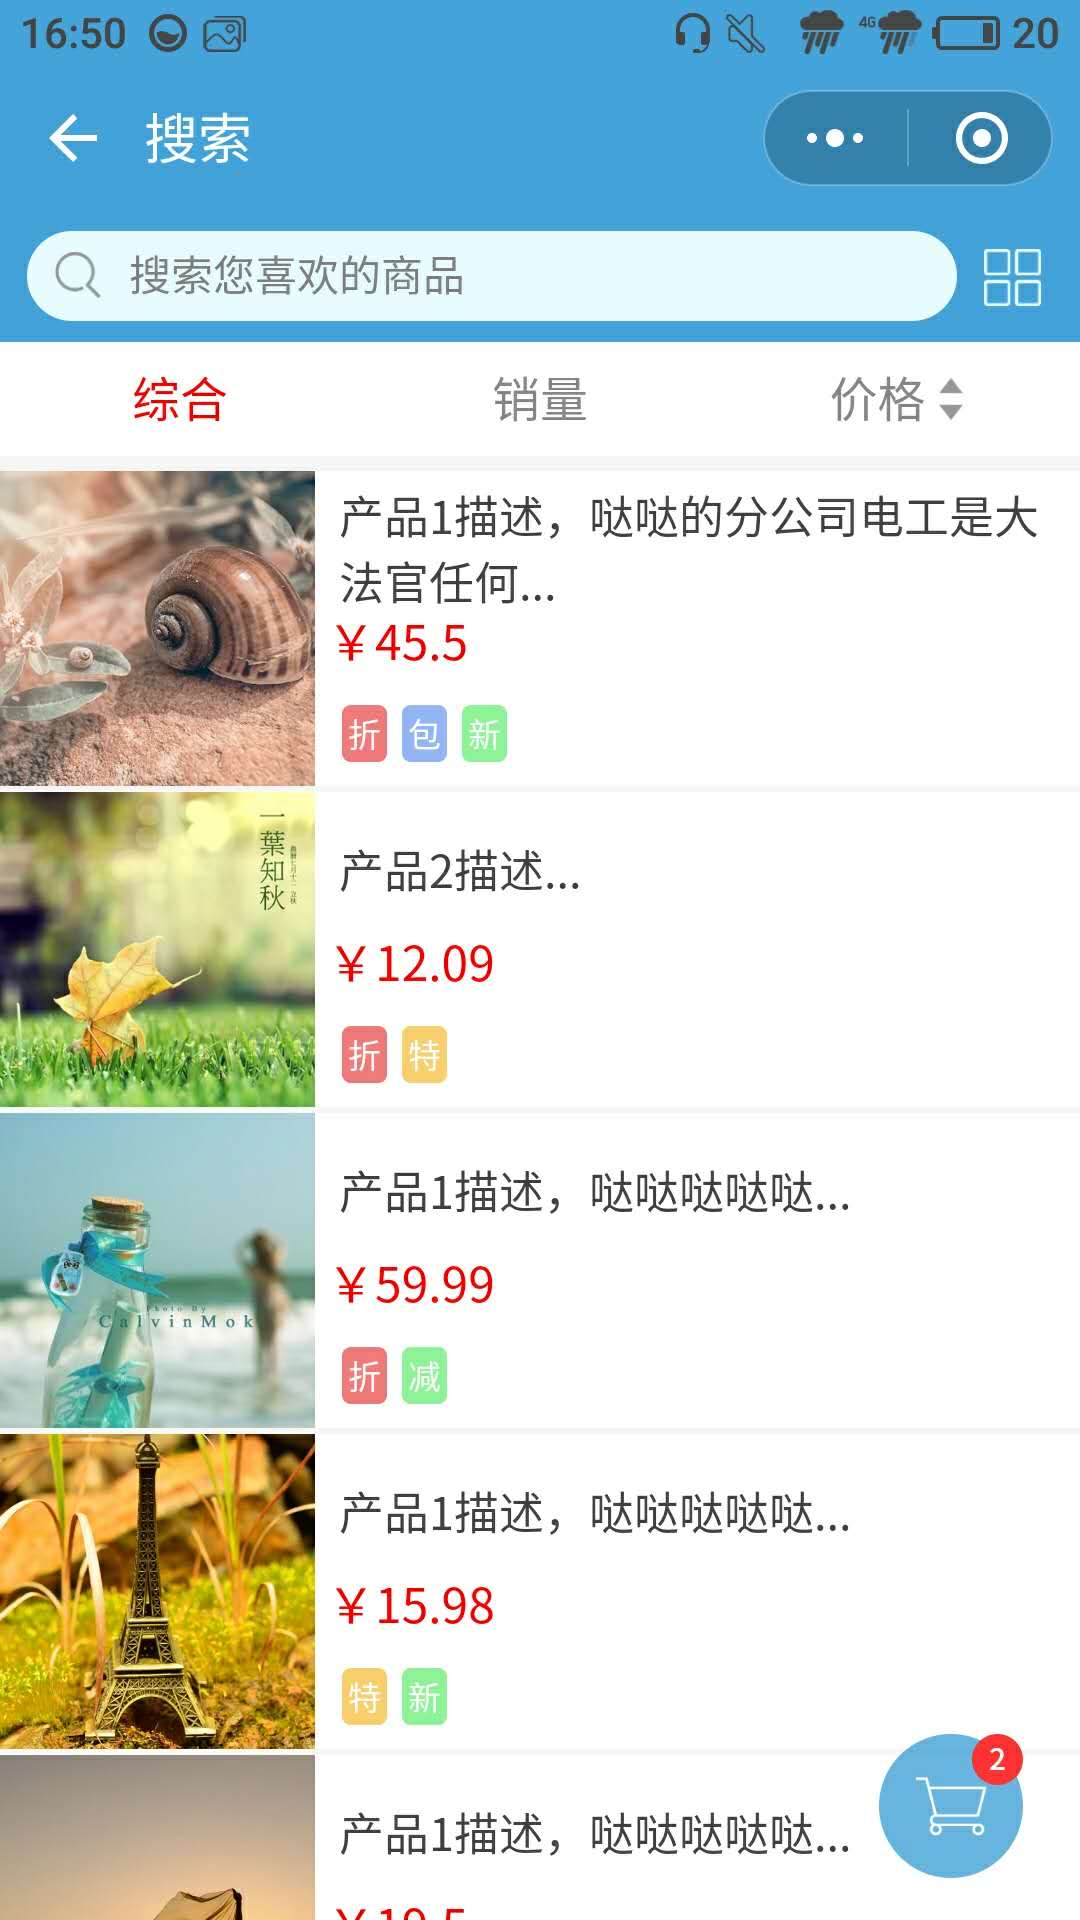 16:50
4G
20
搜索
搜索您喜欢的商品
综合
销量
价格
产品1描述，哒哒的分公司电工是大
法官任何...
￥45.5
折 包 新
一葉知秋
产品2描述...
￥12.09
折 特
产品1描述，哒哒哒哒哒...
￥59.99
Photo By
CalvinMok
折 减
产品1描述，哒哒哒哒哒...
￥15.98
特 新
2
产品1描述，哒哒哒哒哒...
￥19.5